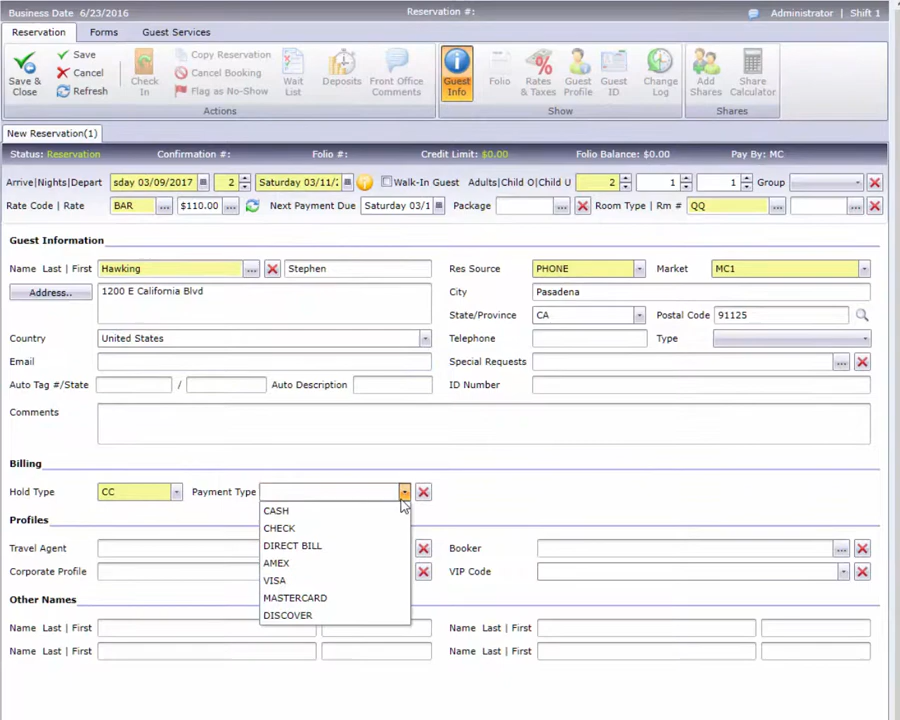 Business Date 6/23/2016 Reservation #: Administrator | Shift 1
Reservation Forms Guest Services
Save & Close Save Cancel Refresh Check In Copy Reservation Cancel Booking Flag as No-Show Wait List Deposits Front Office Comments Guest Info Folio Rates & Taxes Guest Profile Guest ID Change Log Add Shares Share Calculator
Actions Show Shares
New Reservation(1)
Status: Reservation Confirmation #: Folio #: Credit Limit: $0.00 Folio Balance: $0.00 Pay By: MC
Arrive|Nights|Depart sday 03/09/2017 2 Saturday 03/11/ Walk-In Guest Adults|Child O|Child U 2 1 1 Group
Rate Code | Rate BAR ... $110.00 ... Next Payment Due Saturday 03/1 Package ... Room Type | Rm # QQ ... ...
Guest Information
Name Last | First Hawking ... Stephen Res Source PHONE Market MC1
Address.. 1200 E California Blvd City Pasadena
State/Province CA Postal Code 91125
Country United States Telephone Type
Email Special Requests ...
Auto Tag #/State / Auto Description ID Number
Comments
Billing
Hold Type CC Payment Type
CASH
CHECK
DIRECT BILL
AMEX
VISA
MASTERCARD
DISCOVER
Profiles
Travel Agent Booker ...
Corporate Profile VIP Code
Other Names
Name Last | First Name Last | First
Name Last | First Name Last | First